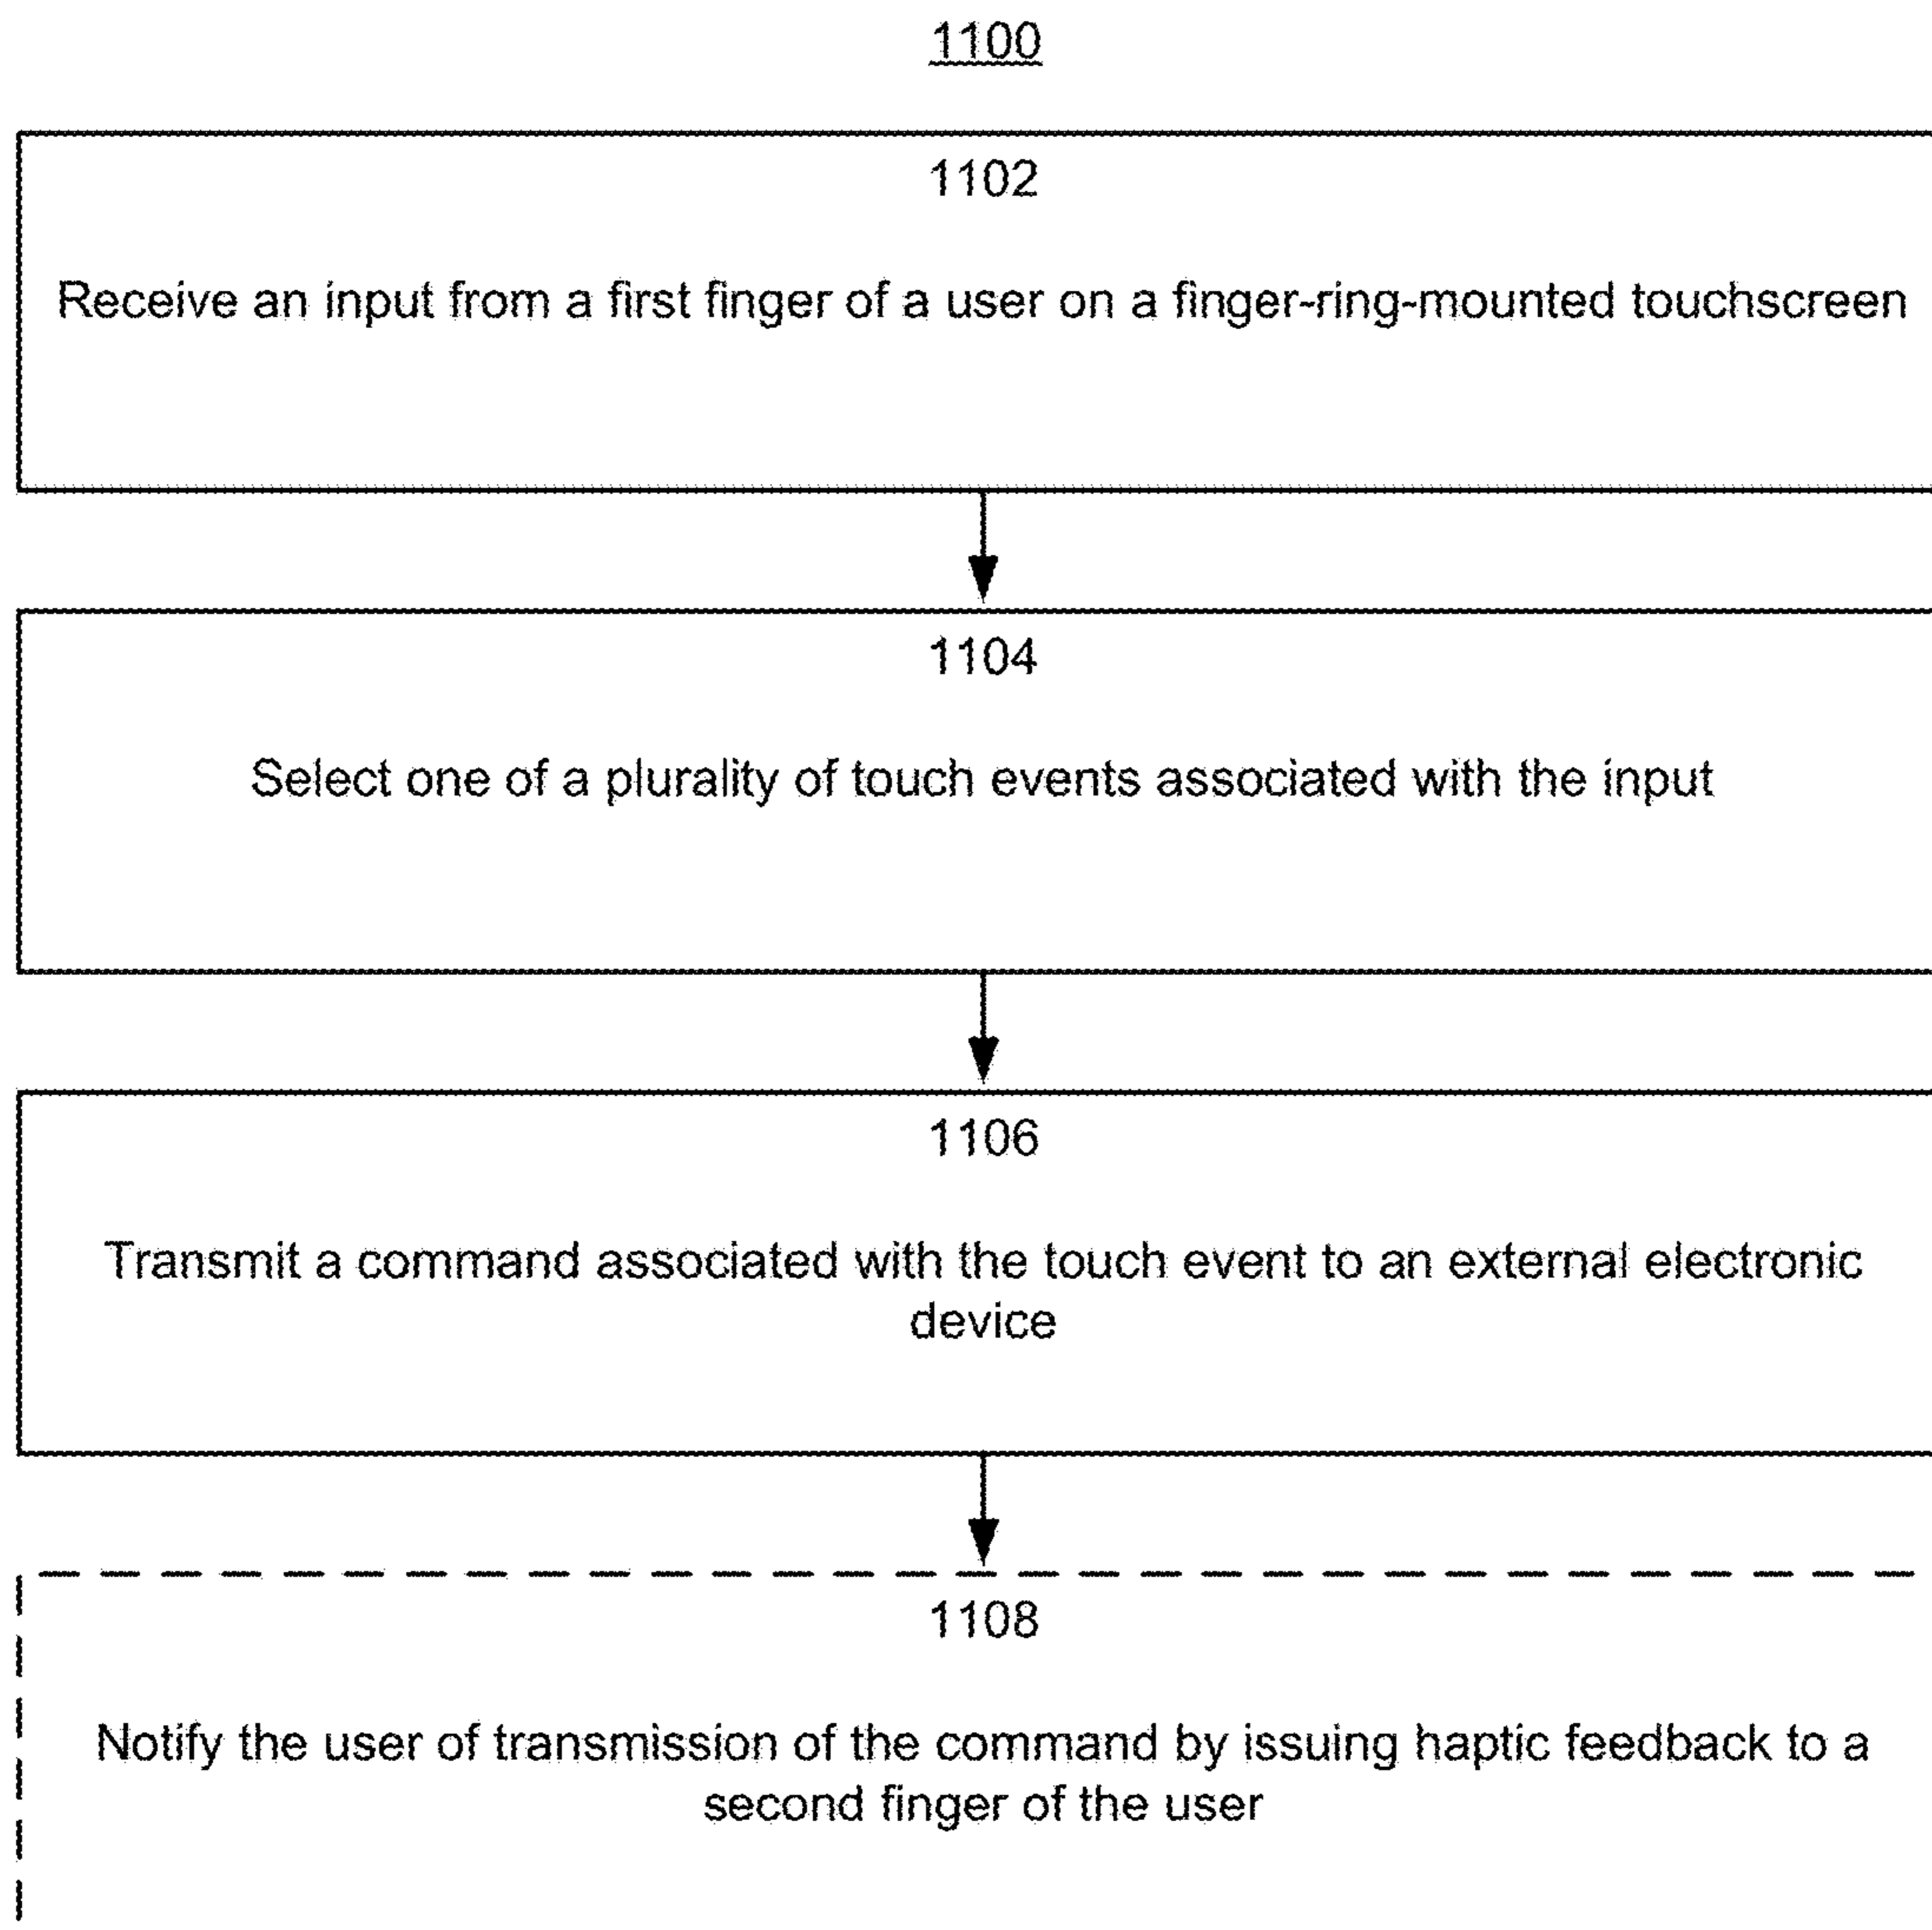 1100
1102
Receive an input from a first finger of a user on a finger-ring-mounted touchscreen
1104
Select one of a plurality of touch events associated with the input
1106
Transmit a command associated with the touch event to an external electronic
device
1108
Notify the user of transmission of the command by issuing haptic feedback to a
second finger of the user